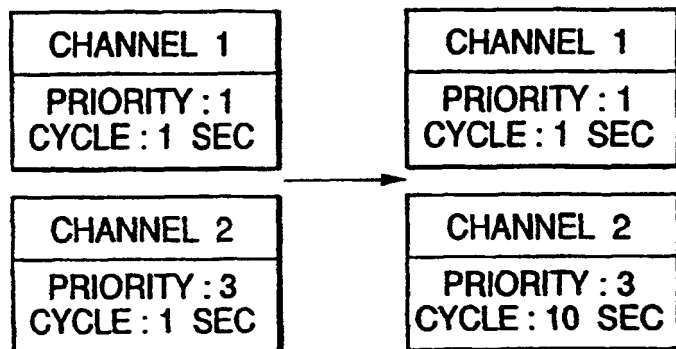 CHANNEL 1
PRIORITY : 1
CYCLE : 1 SEC
CHANNEL 2
PRIORITY : 3
CYCLE : 1 SEC
CHANNEL 1
PRIORITY : 1
CYCLE : 1 SEC
CHANNEL 2
PRIORITY : 3
CYCLE : 10 SEC